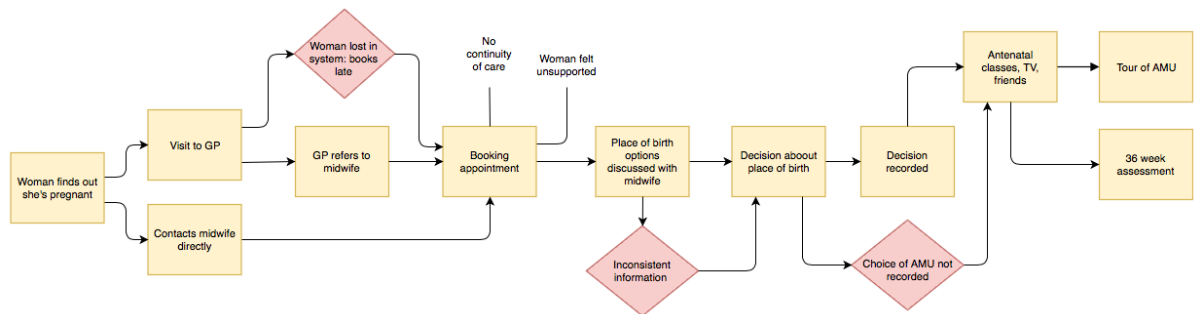 Woman finds out
she's pregnant
Visit to GP
Contacts midwife
directly
Woman lost in
system: books
late
GP refers to
midwife
No
continuity
of care
Woman felt
unsupported
Booking
appointment
Place of birth
options
discussed with
midwife
Inconsistent
information
Decision aboout
place of birth
Decision
recorded
Choice of AMU not
recorded
Antenatal
classes, TV,
friends
Tour of AMU
36 week
assessment